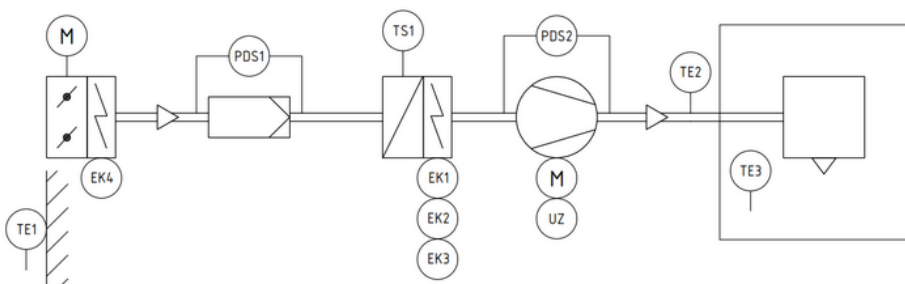 M
PDS1
TS1
PDS2
TE2
EK4
EK1
M
TE3
TE1
EK2
UZ
EK3